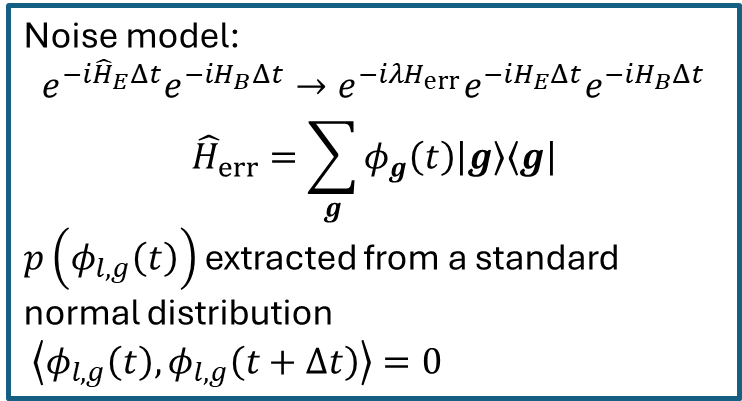 Noise model:
$e^{-i\hat{H}_E\Delta t}e^{-iH_B\Delta t} \rightarrow e^{-i\lambda H_{\text{err}}}e^{-iH_E\Delta t}e^{-iH_B\Delta t}$
$\hat{H}_{\text{err}} = \sum_{\boldsymbol{g}} \phi_{\boldsymbol{g}}(t)|\boldsymbol{g}\rangle\langle\boldsymbol{g}|$
$p\left(\phi_{l,g}(t)\right)$ extracted from a standard
normal distribution
$\langle\phi_{l,g}(t), \phi_{l,g}(t + \Delta t)\rangle = 0$